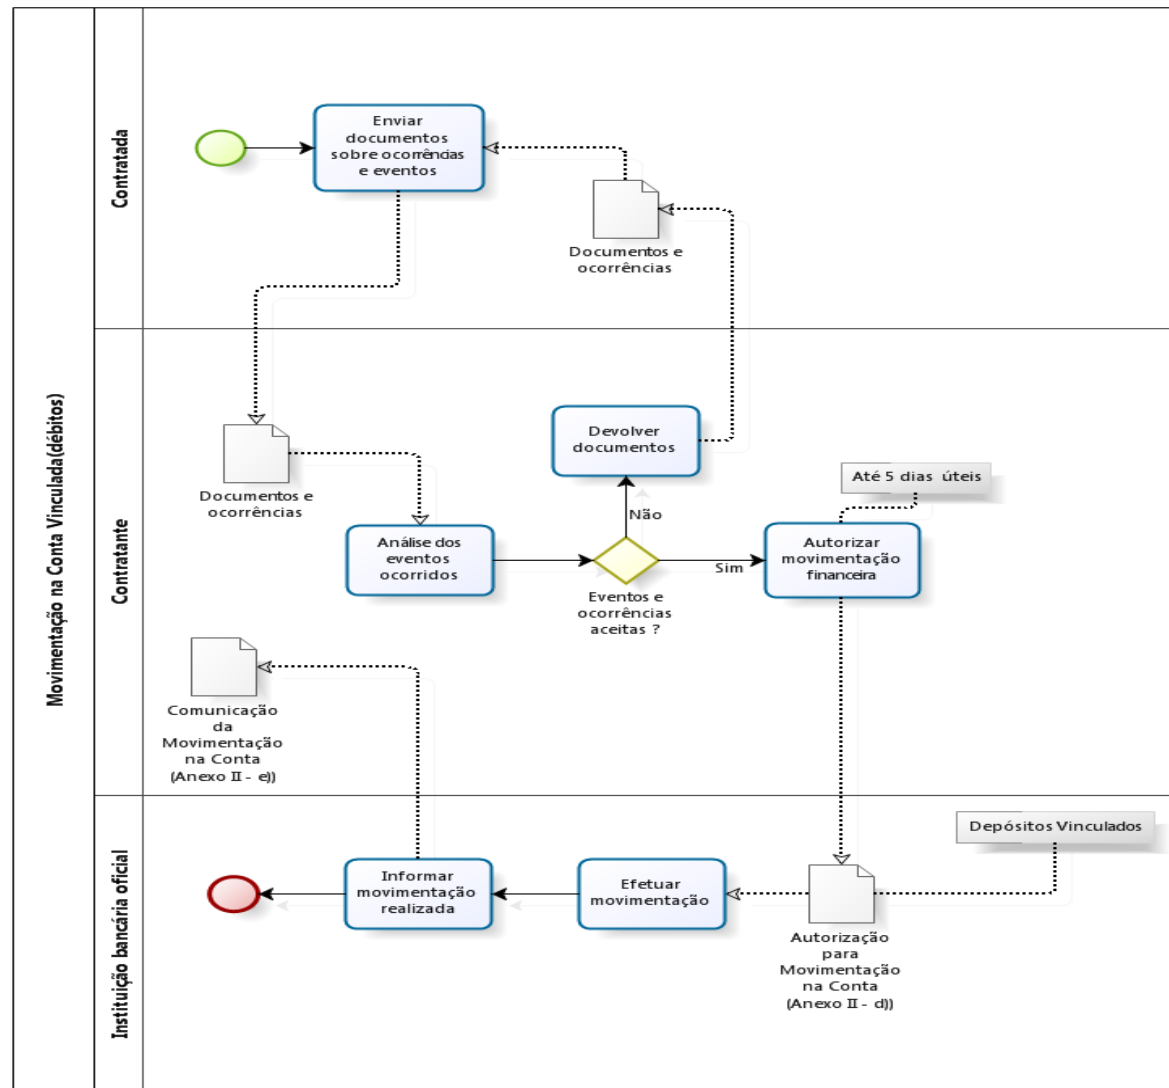 Movimentação na Conta Vinculada(débitos)
Contratada
Enviar
documentos
sobre ocorrências
e eventos
Documentos e
ocorrências
Contratante
Documentos e
ocorrências
Análise dos
eventos
ocorridos
Devolver
documentos
Não
Eventos e
ocorrências
aceitas ?
Sim
Até 5 dias úteis
Autorizar
movimentação
financeira
Comunicação
da
Movimentação
na Conta
(Anexo II - e))
Instituição bancária oficial
Informar
movimentação
realizada
Efetuar
movimentação
Depósitos Vinculados
Autorização
para
Movimentação
na Conta
(Anexo II - d))